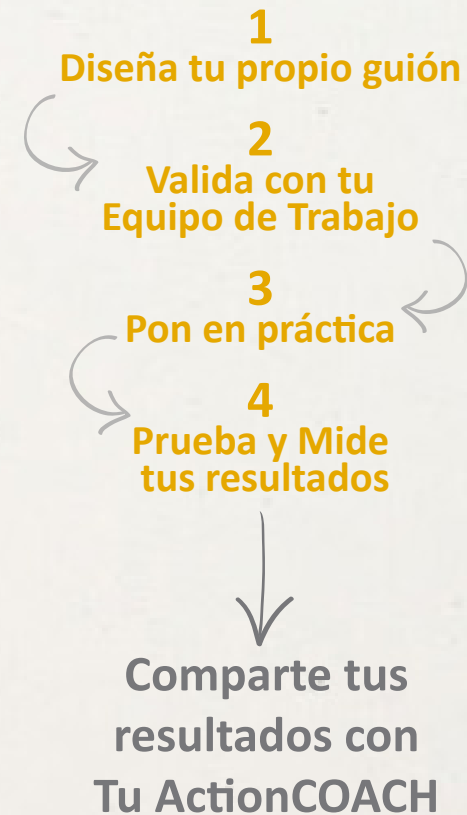 1
Diseña tu propio guión
2
Valida con tu
Equipo de Trabajo
3
Pon en práctica
4
Prueba y Mide
tus resultados
Comparte tus
resultados con
Tu ActionCOACH